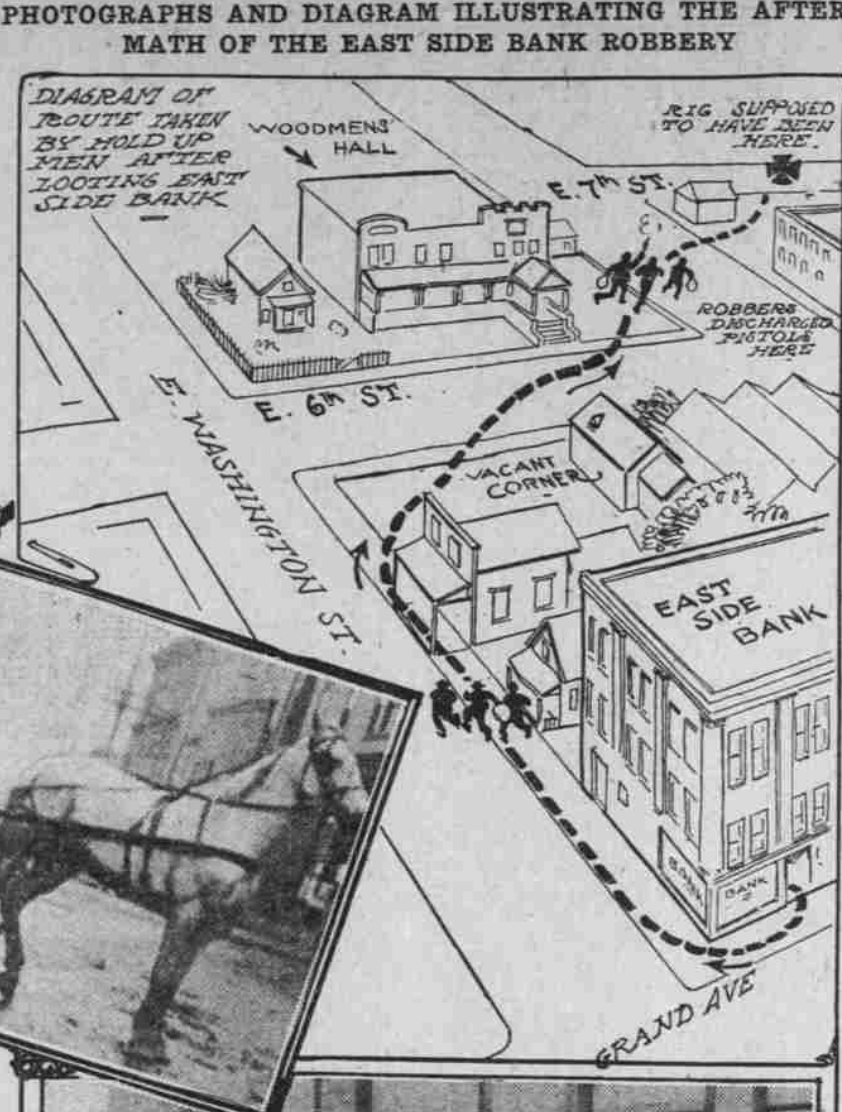 PHOTOGRAPHS AND DIAGRAM ILLUSTRATING THE AFTER
MATH OF THE EAST SIDE BANK ROBBERY
DIAGRAM OF
ROUTE TAKEN
BY HOLD UP
MEN AFTER
LOOTING EAST
SIDE BANK
WOODMENS'
HALL
RIG SUPPOSED
TO HAVE BEEN
HERE.
E. 7th ST.
ROBBERS
DISCHARGED
PISTOLS
HERE
E. 6th ST.
E. WASHINGTON ST.
VACANT
CORNER
EAST
SIDE
BANK
BANK
BANK
GRAND AVE